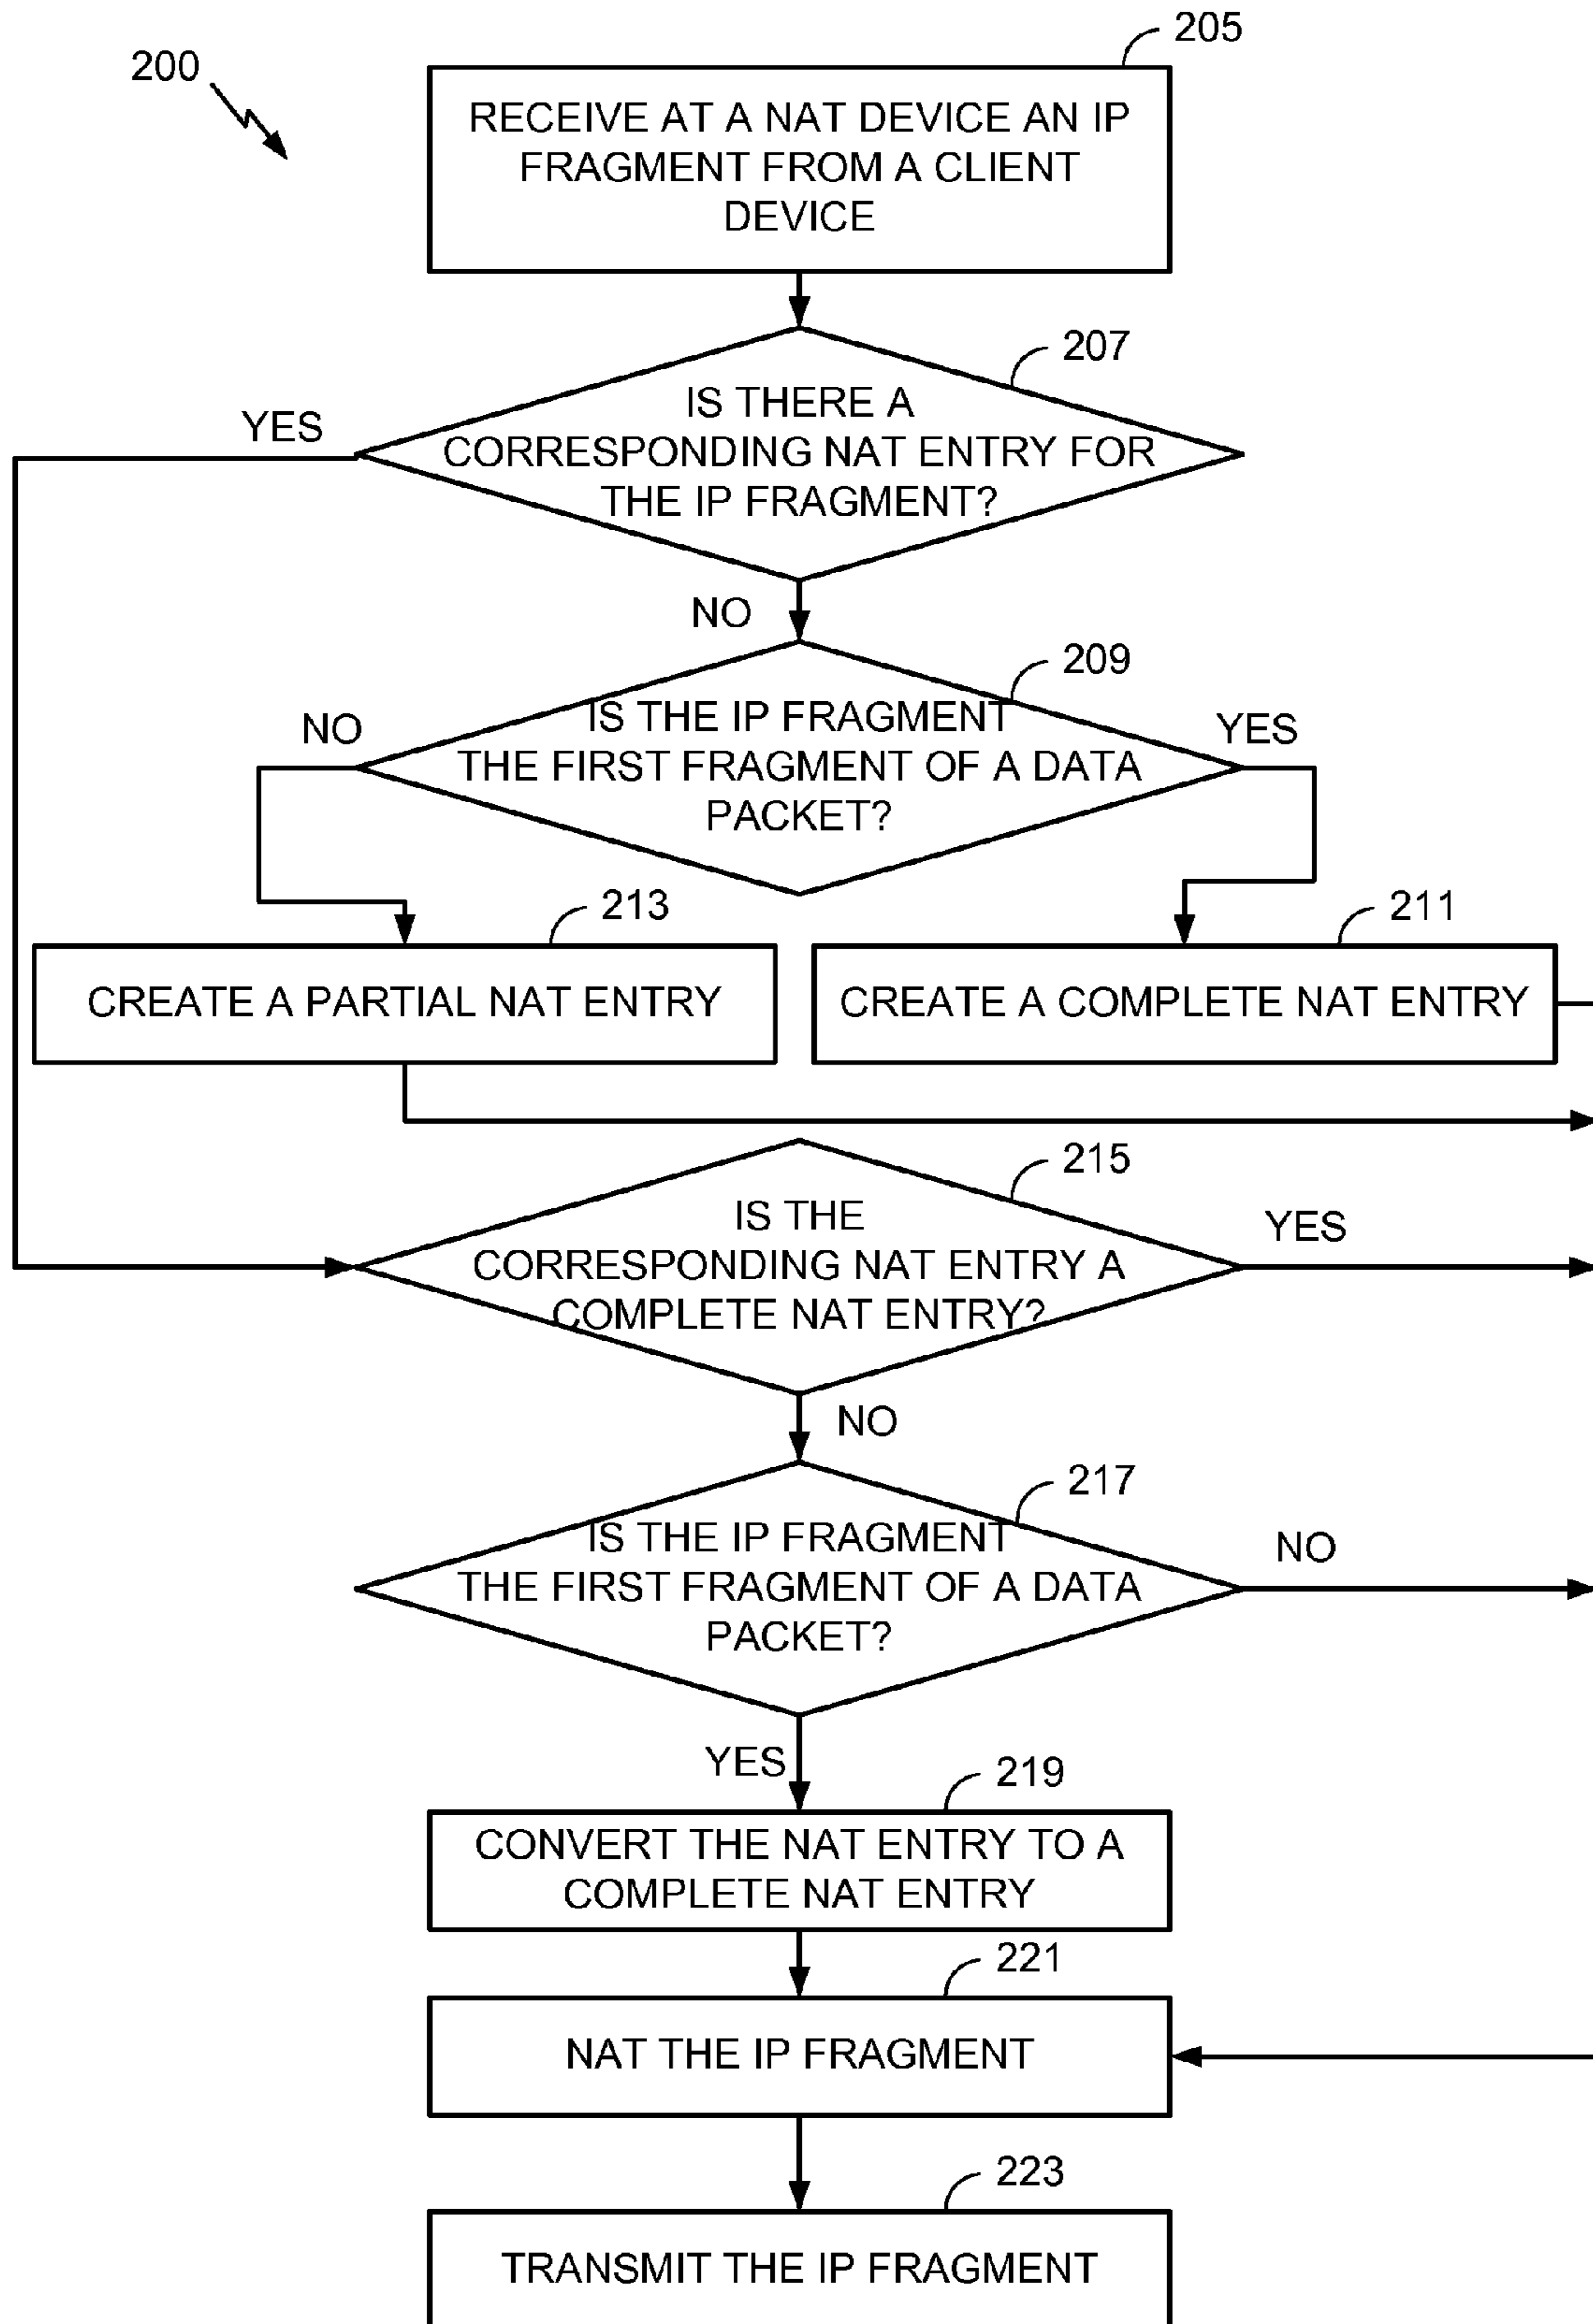 205
200
RECEIVE AT A NAT DEVICE AN IP
FRAGMENT FROM A CLIENT
DEVICE
207
YES
IS THERE A
CORRESPONDING NAT ENTRY FOR
THE IP FRAGMENT?
NO
209
NO
IS THE IP FRAGMENT
THE FIRST FRAGMENT OF A DATA
PACKET?
YES
213
211
CREATE A PARTIAL NAT ENTRY
CREATE A COMPLETE NAT ENTRY
215
IS THE
CORRESPONDING NAT ENTRY A
COMPLETE NAT ENTRY?
YES
NO
217
IS THE IP FRAGMENT
THE FIRST FRAGMENT OF A DATA
PACKET?
NO
YES
219
CONVERT THE NAT ENTRY TO A
COMPLETE NAT ENTRY
221
NAT THE IP FRAGMENT
223
TRANSMIT THE IP FRAGMENT